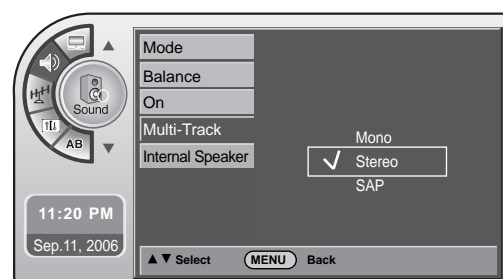 Sound
AB
11:20 PM
Sep.11, 2006
Mode
Balance
On
Multi-Track
Internal Speaker
Mono
Stereo
SAP
▲▼ Select MENU Back